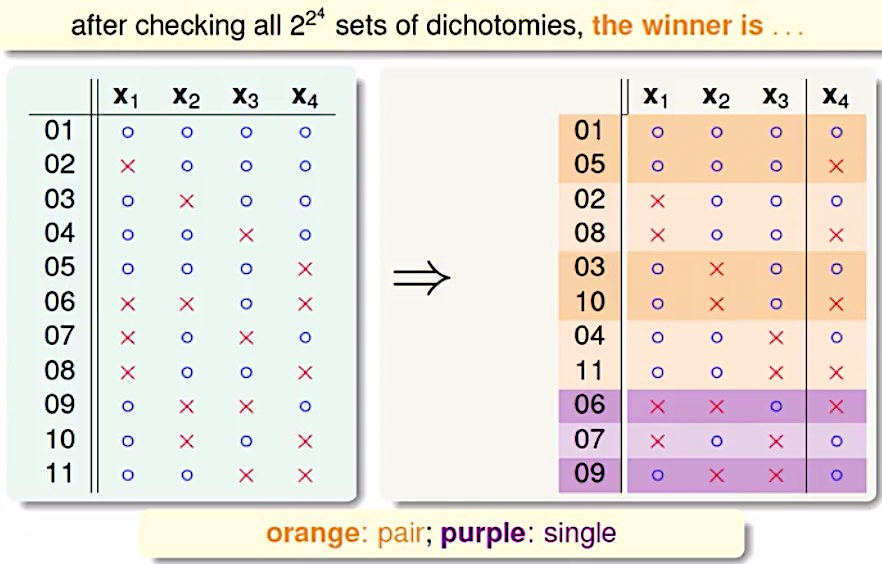 after checking all 2^2^4 sets of dichotomies, the winner is ...
x₁ x₂ x₃ x₄
01 ○ ○ ○ ○
02 × ○ ○ ○
03 ○ × ○ ○
04 ○ ○ × ○
05 ○ ○ ○ ×
06 × × ○ ×
07 × ○ × ○
08 × ○ ○ ×
09 ○ × × ○
10 ○ × ○ ×
11 ○ ○ × ×
⇒
x₁ x₂ x₃ x₄
01 ○ ○ ○ ○
05 ○ ○ ○ ×
02 × ○ ○ ○
08 × ○ ○ ×
03 ○ × ○ ○
10 ○ × ○ ×
04 ○ ○ × ○
11 ○ ○ × ×
06 × × ○ ×
07 × ○ × ○
09 ○ × × ○
orange: pair; purple: single